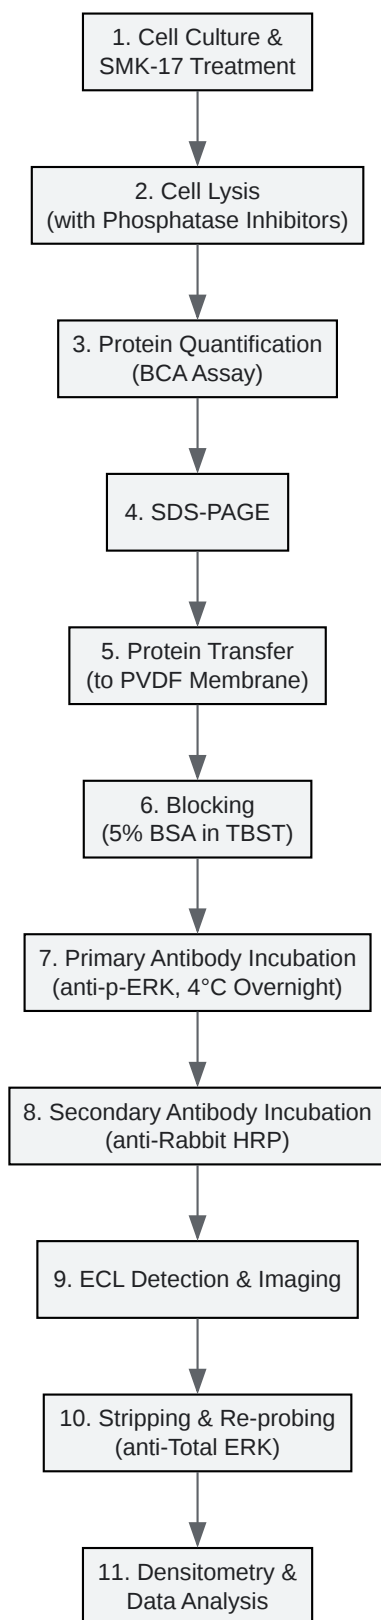 1. Cell Culture &
SMK-17 Treatment
2. Cell Lysis
(with Phosphatase Inhibitors)
3. Protein Quantification
(BCA Assay)
4. SDS-PAGE
5. Protein Transfer
(to PVDF Membrane)
6. Blocking
(5% BSA in TBST)
7. Primary Antibody Incubation
(anti-p-ERK, 4°C Overnight)
8. Secondary Antibody Incubation
(anti-Rabbit HRP)
9. ECL Detection & Imaging
10. Stripping & Re-probing
(anti-Total ERK)
11. Densitometry &
Data Analysis